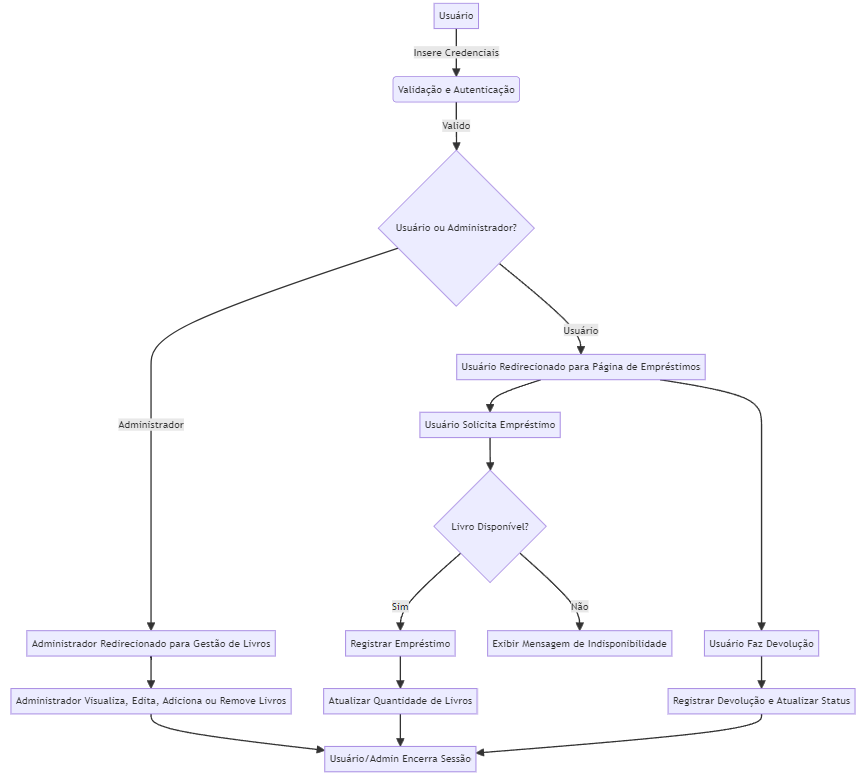 Usuário
Insere Credenciais
Validação e Autenticação
Valido
Usuário ou Administrador?
Usuário
Usuário Redirecionado para Página de Empréstimos
Administrador
Usuário Solicita Empréstimo
Livro Disponível?
Sim
Não
Administrador Redirecionado para Gestão de Livros
Registrar Empréstimo
Exibir Mensagem de Indisponibilidade
Usuário Faz Devolução
Administrador Visualiza, Edita, Adiciona ou Remove Livros
Atualizar Quantidade de Livros
Registrar Devolução e Atualizar Status
Usuário/Admin Encerra Sessão